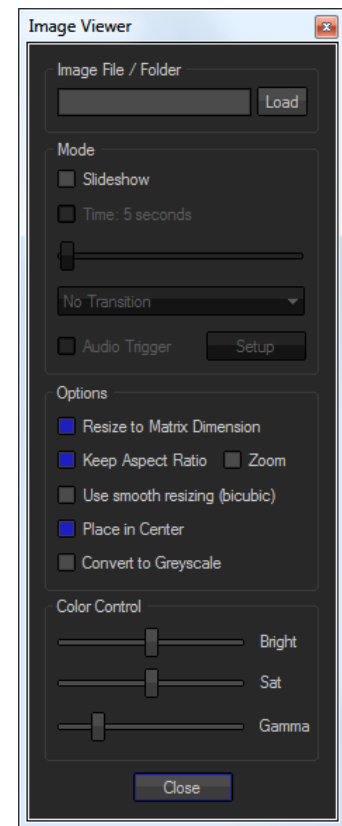 Image Viewer
Image File / Folder
Load
Mode
Slideshow
Time: 5 seconds
No Transition
Audio Trigger Setup
Options
Resize to Matrix Dimension
Keep Aspect Ratio Zoom
Use smooth resizing (bicubic)
Place in Center
Convert to Greyscale
Color Control
Bright
Sat
Gamma
Close